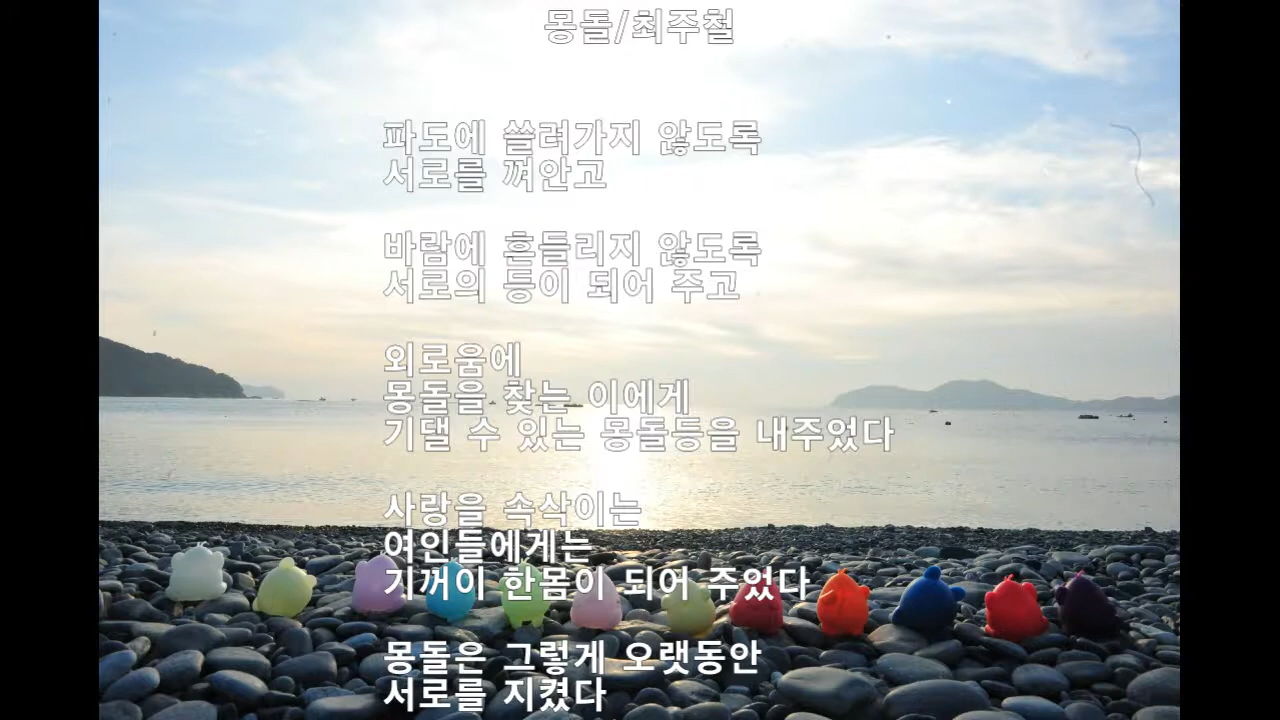 몽돌/최주철
파도에 쓸려가지 않도록
서로를 껴안고
바람에 흔들리지 않도록
서로의 등이 되어 주고
외로움에
몽돌을 찾는 이에게
기댈 수 있는 몽돌등을 내주었다
사랑을 속삭이는
여인들에게는
기꺼이 한몸이 되어 주었다
몽돌은 그렇게 오랫동안
서로를 지켰다